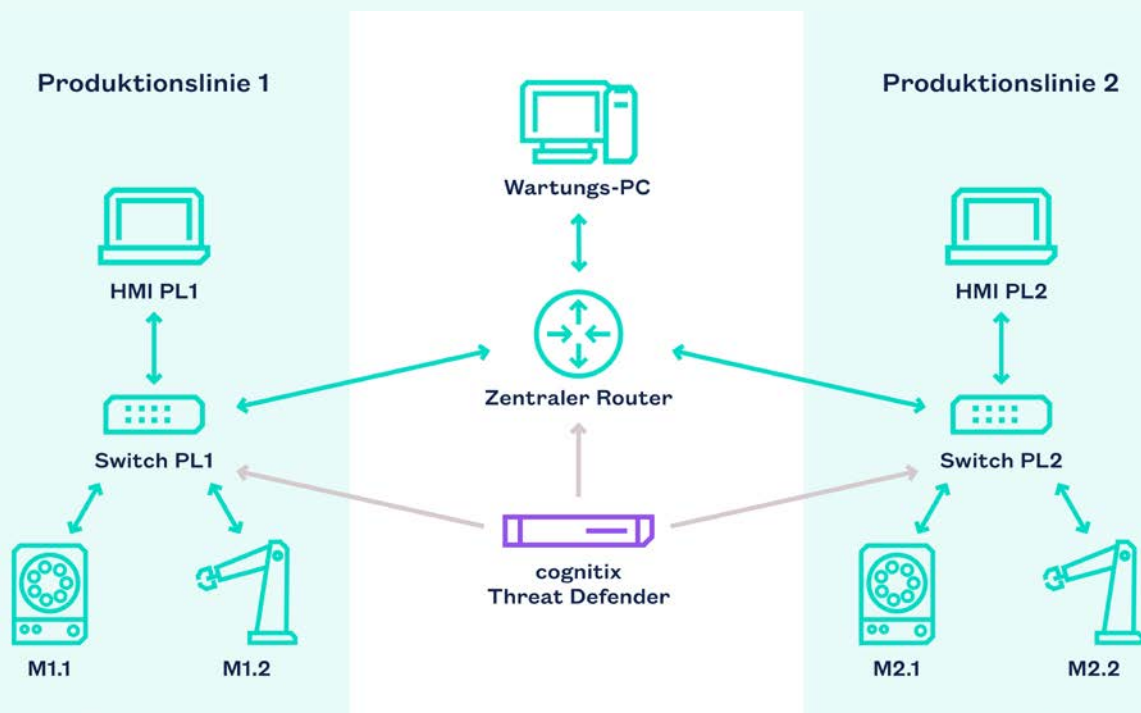 Produktionslinie 1
Produktionslinie 2
Wartungs-PC
HMI PL1
HMI PL2
Zentraler Router
Switch PL1
Switch PL2
cognitix
Threat Defender
M1.1
M1.2
M2.1
M2.2